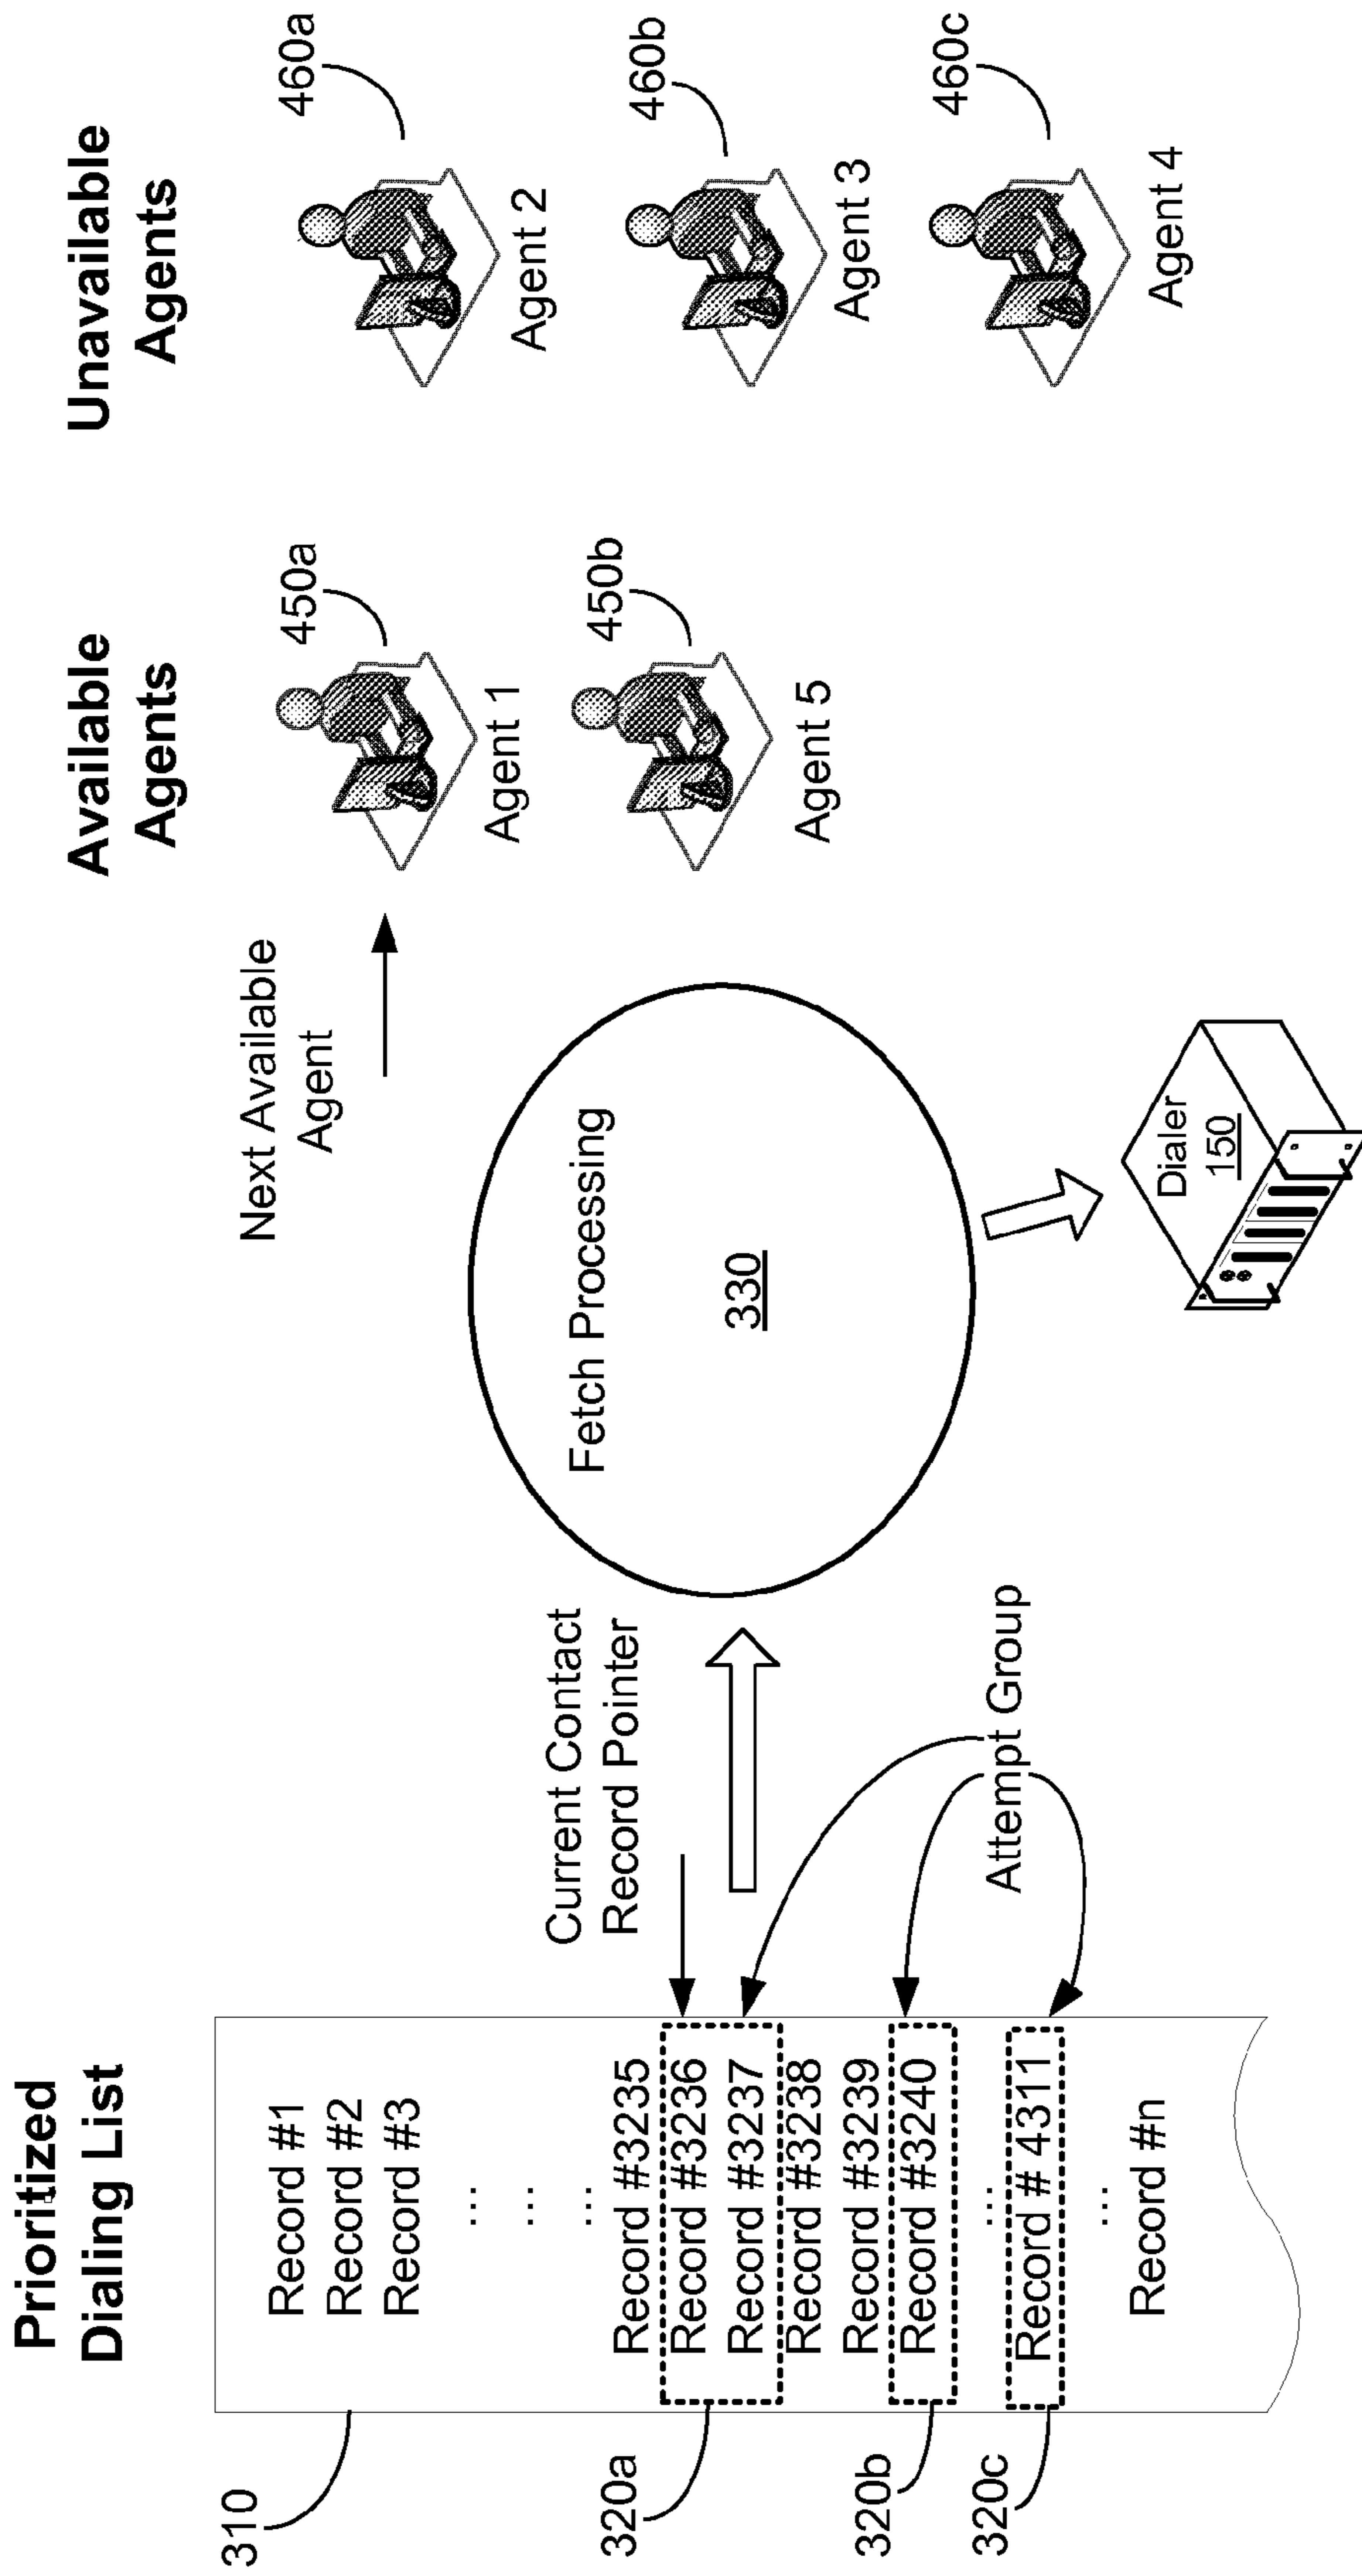 Prioritized
Dialing List
310
Record #1
Record #2
Record #3
...
...
...
Record #3235
Record #3236
Record #3237
Record #3238
Record #3239
Record #3240
...
Record # 4311
...
Record #n
320a
320b
320c
Current Contact
Record Pointer
Attempt Group
Fetch Processing
330
Next Available
Agent
Dialer
150
Available
Agents
450a
Agent 1
450b
Agent 5
Unavailable
Agents
460a
Agent 2
460b
Agent 3
460c
Agent 4